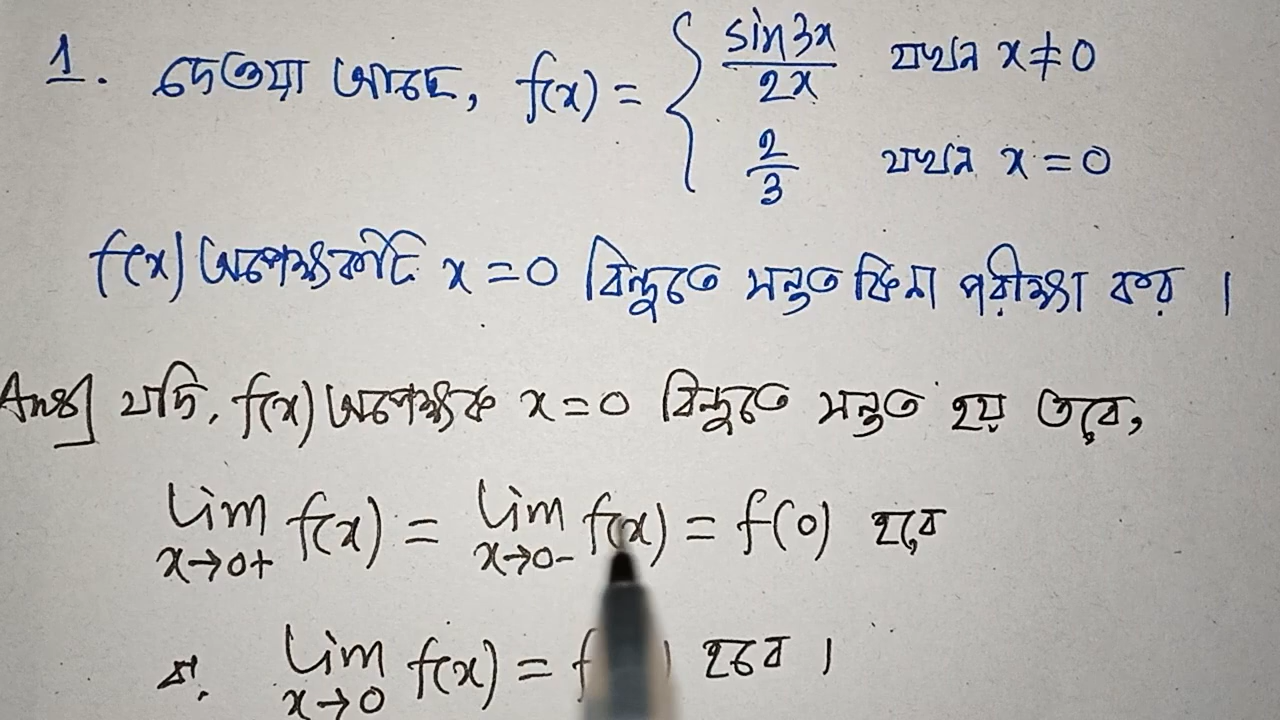 1. দেওয়া আছে, f(x) = { sin3x/2x যখন x≠0
2/3 যখন x=0
f(x) অপেক্ষকটি x=0 বিন্দুতে সন্তত কিনা পরীক্ষা কর ।
Ans] যদি, f(x) অপেক্ষক x=0 বিন্দুতে সন্তত হয় তবে,
lim x→0+ f(x) = lim x→0- f(x) = f(0) হবে
বা, lim x→0 f(x) = f হবে ।